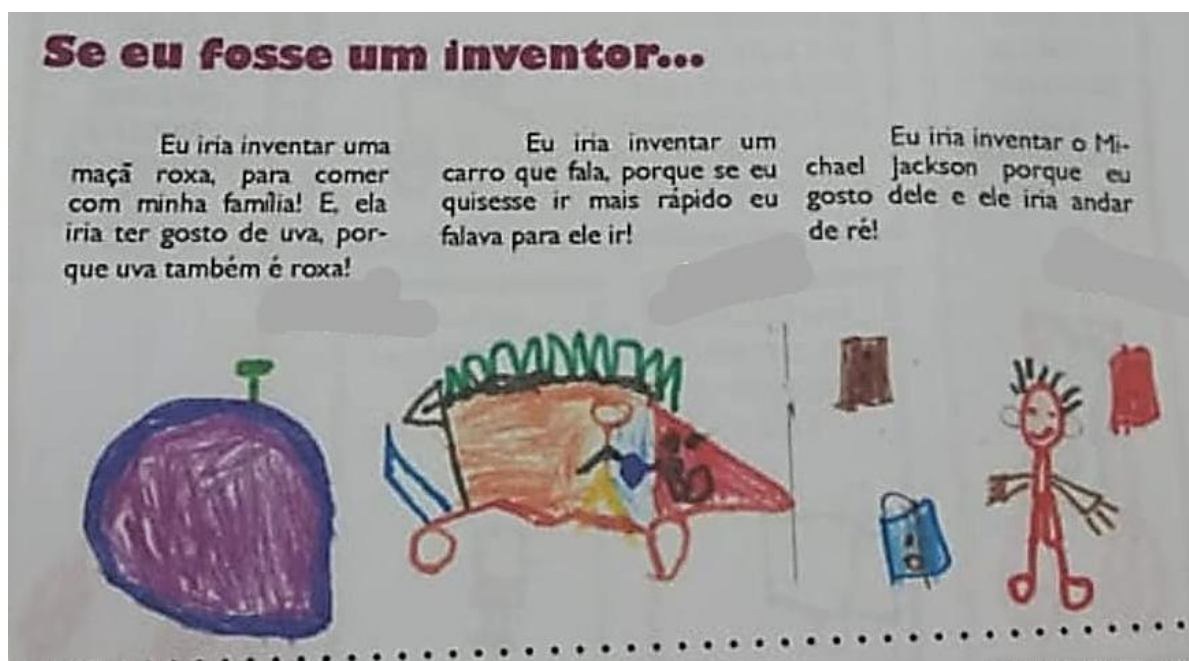 Se eu fosse um inventor...
Eu iria inventar uma
maçã roxa, para comer
com minha família! E, ela
iria ter gosto de uva, por-
que uva também é roxa!
Eu iria inventar um
carro que fala, porque se eu
quisesse ir mais rápido eu
falava para ele ir!
Eu iria inventar o Mi-
chael Jackson porque eu
gosto dele e ele iria andar
de ré!